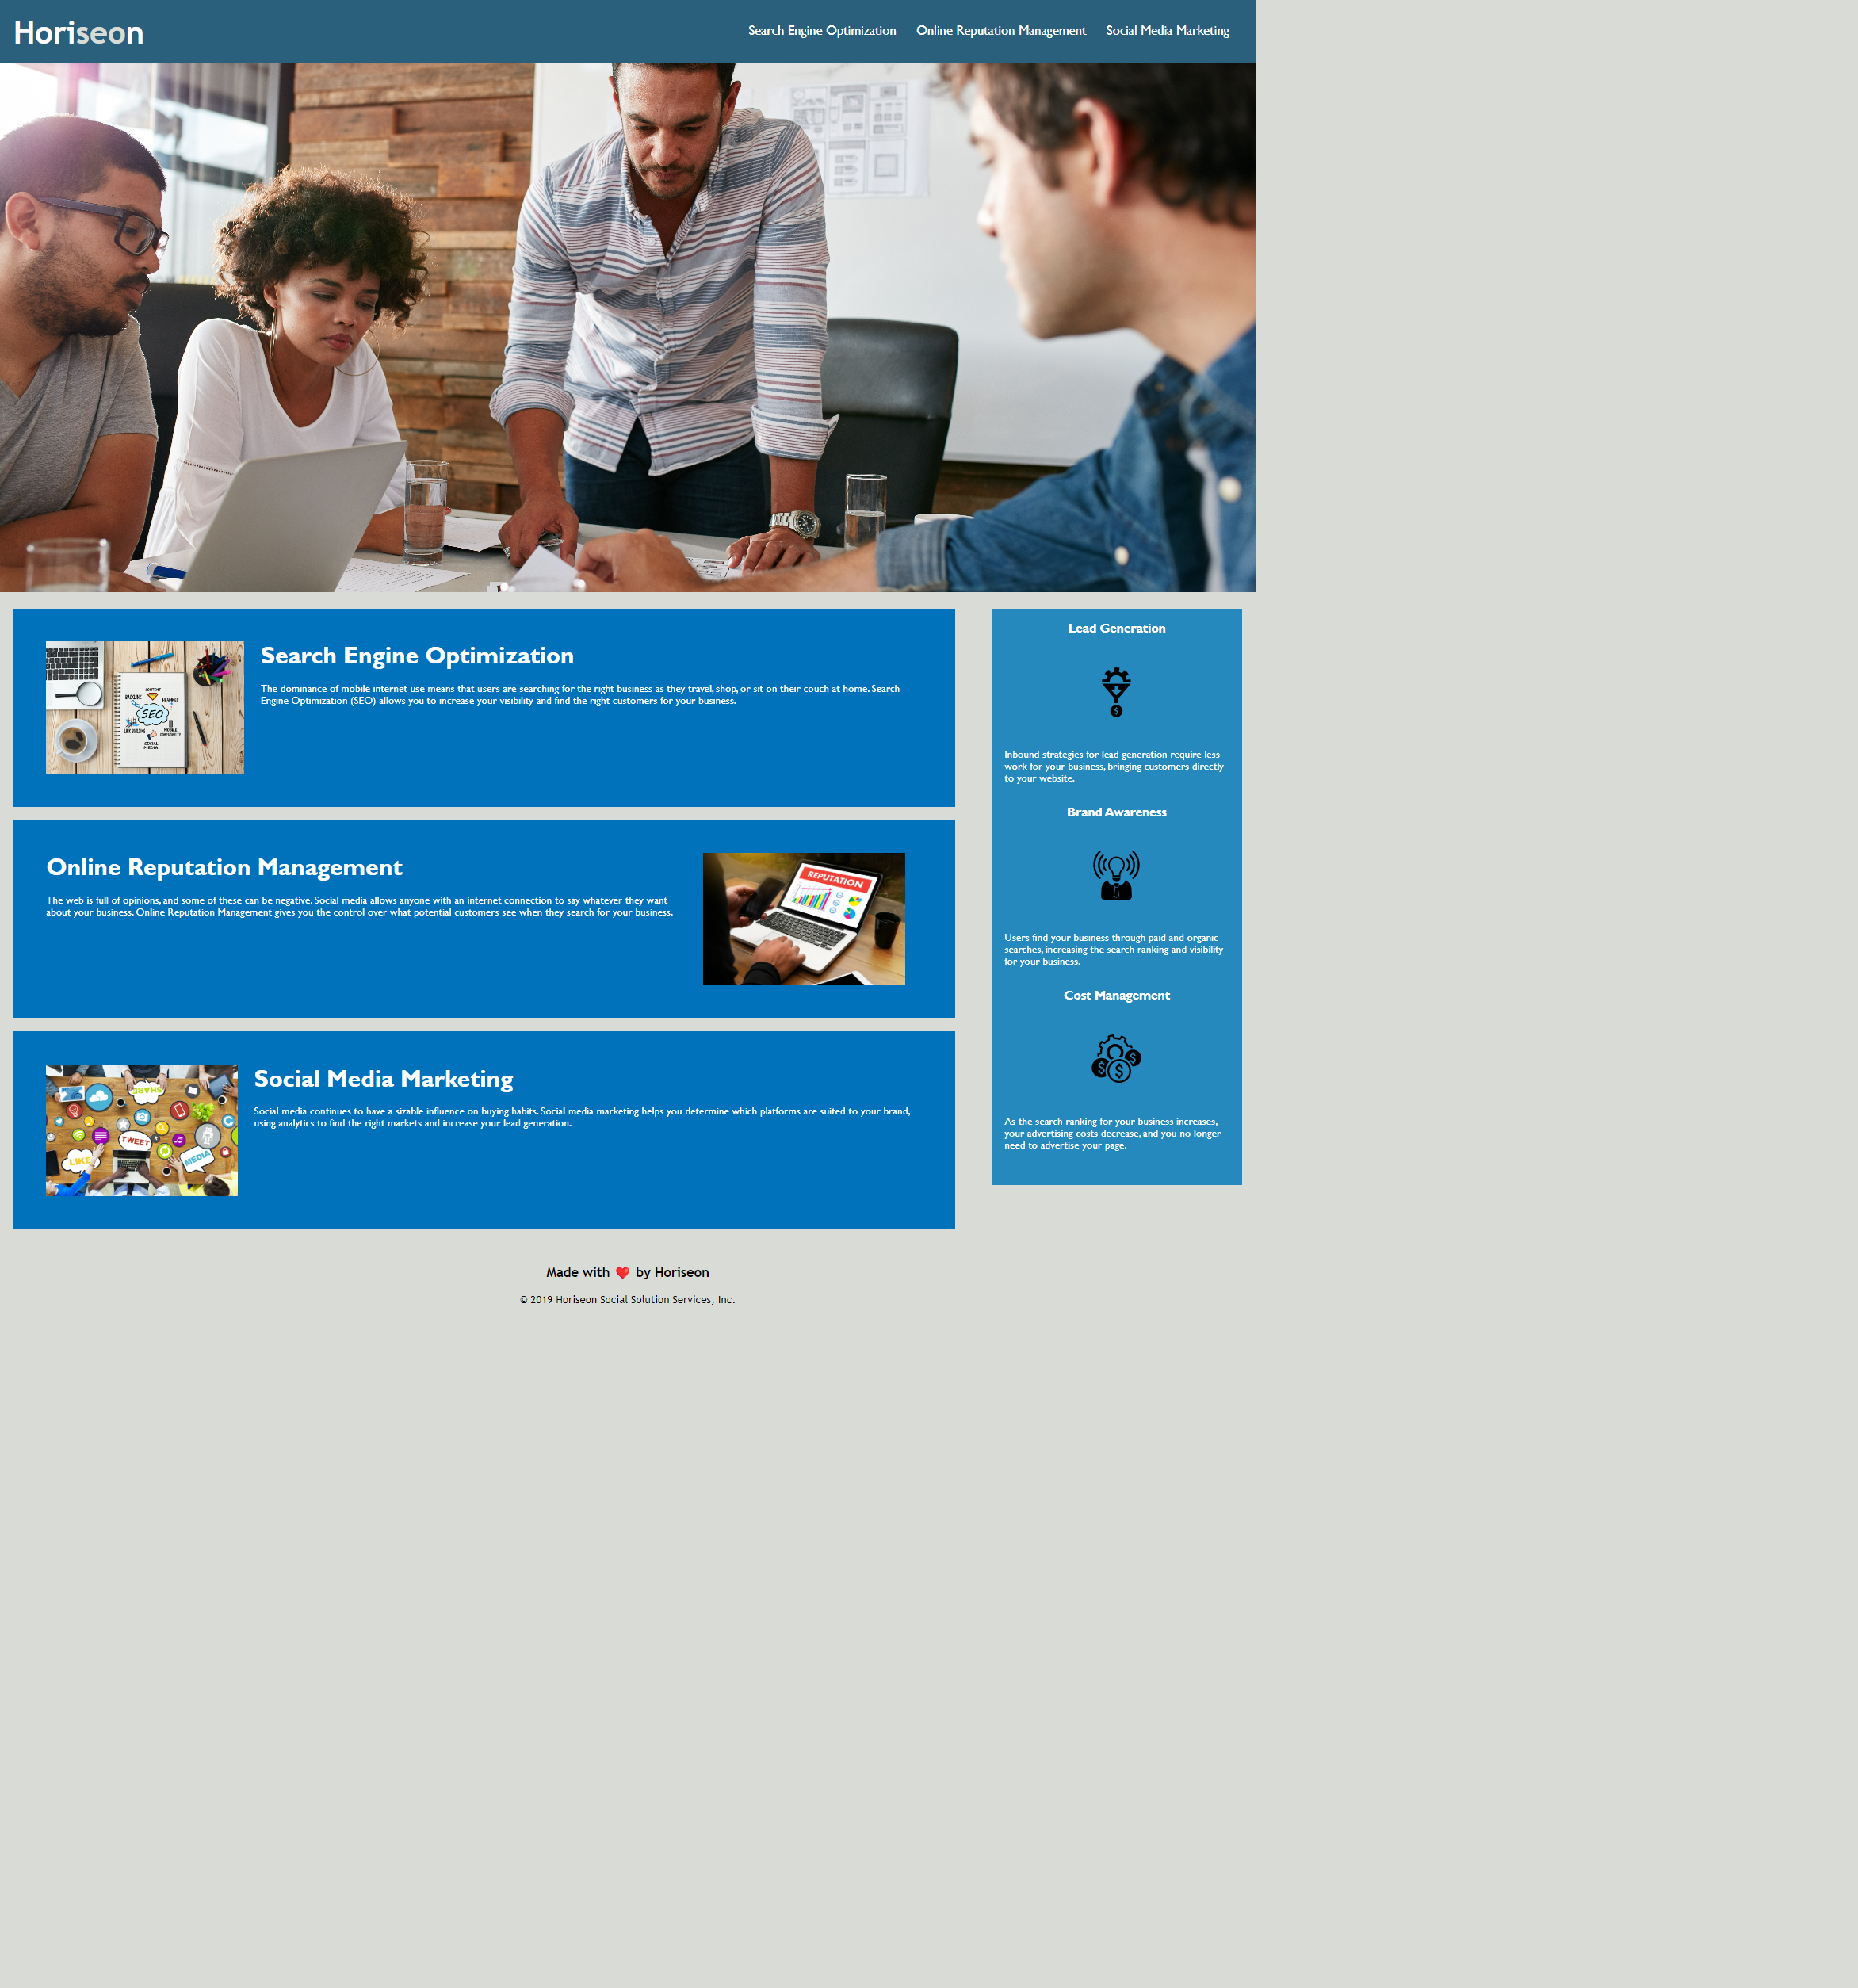 Horiseon
Search Engine Optimization
Online Reputation Management
Social Media Marketing
Search Engine Optimization
The dominance of mobile internet use means that users are searching for the right business as they travel, shop, or sit on their couch at home. Search
Engine Optimization (SEO) allows you to increase your visibility and find the right customers for your business.
CONTENT
BACKLINK
SEO
LINK BUILDING
SOCIAL
MEDIA
Online Reputation Management
The web is full of opinions, and some of these can be negative. Social media allows anyone with an internet connection to say whatever they want
about your business. Online Reputation Management gives you the control over what potential customers see when they search for your business.
REPUTATION
Social Media Marketing
Social media continues to have a sizable influence on buying habits. Social media marketing helps you determine which platforms are suited to your brand,
using analytics to find the right markets and increase your lead generation.
SHARE
TWEET
LIKE
MEDIA
Lead Generation
$
Inbound strategies for lead generation require less
work for your business, bringing customers directly
to your website.
Brand Awareness
Users find your business through paid and organic
searches, increasing the search ranking and visibility
for your business.
Cost Management
$ $ $
As the search ranking for your business increases,
your advertising costs decrease, and you no longer
need to advertise your page.
Made with ❤️ by Horiseon
© 2019 Horiseon Social Solution Services, Inc.